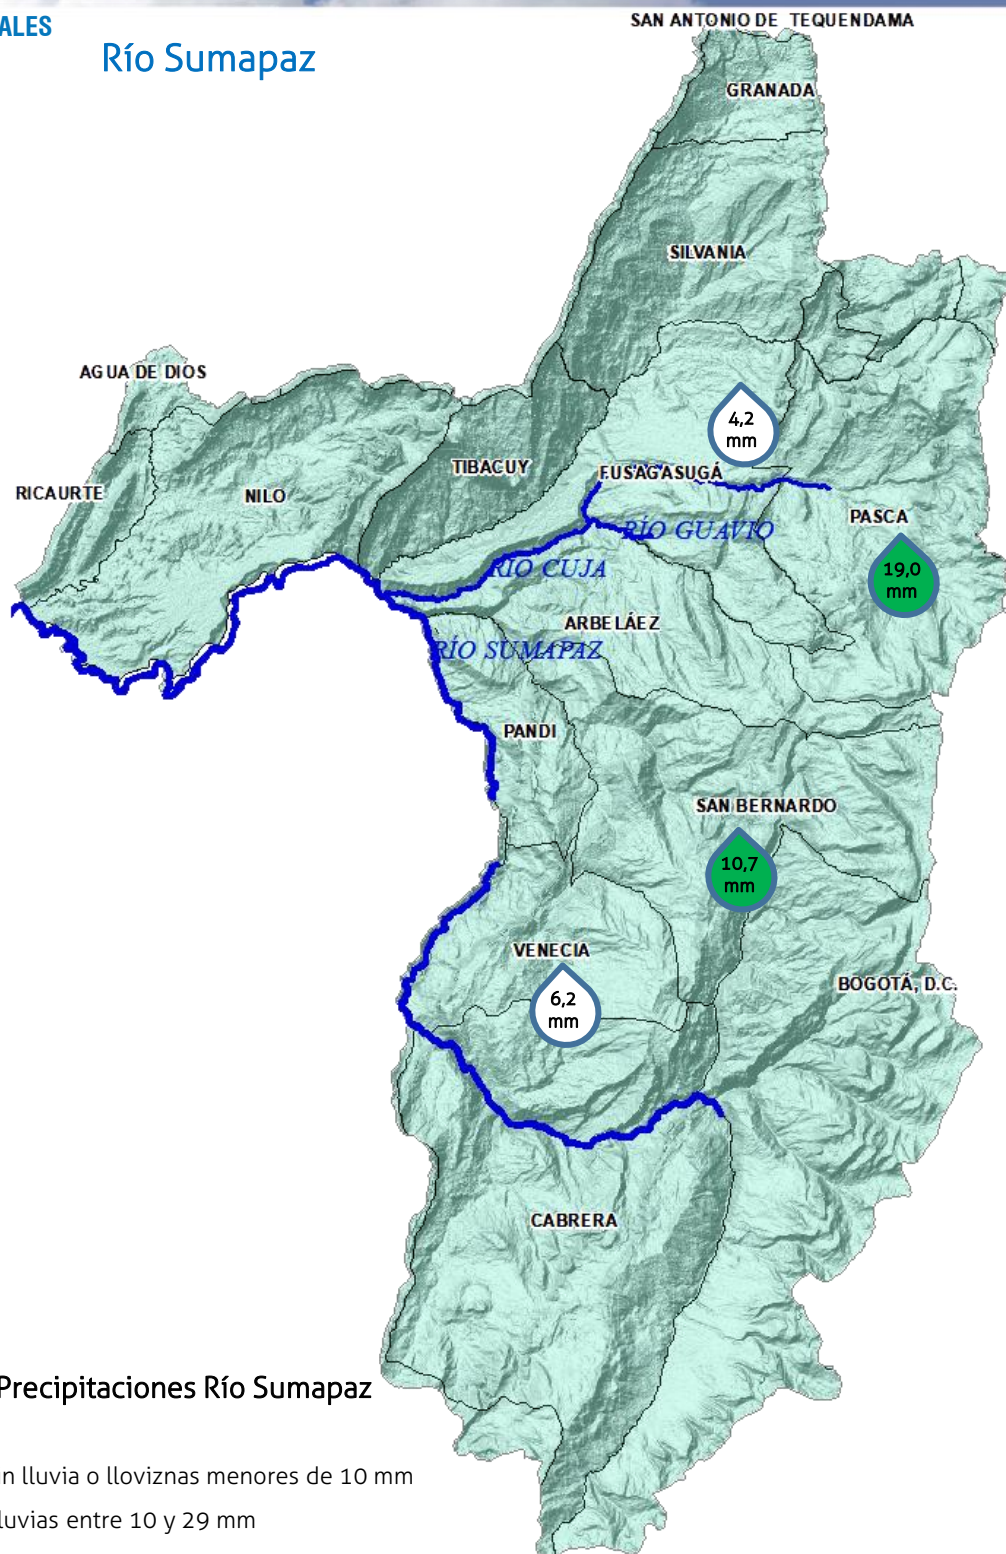 ALES
Río Sumapaz
SAN ANTONIO DE TEQUENDAMA
GRANADA
SILVANIA
AGUA DE DIOS
4,2
mm
TIBACUY
FUSAGASUGÁ
RICAURTE
NILO
PASCA
RÍO GUAVIO
RÍO CUJA
19,0
mm
ARBELÁEZ
RÍO SUMAPAZ
PANDI
SAN BERNARDO
10,7
mm
VENECIA
BOGOTÁ, D.C.
6,2
mm
CABRERA
Precipitaciones Río Sumapaz
n lluvia o lloviznas menores de 10 mm
luvias entre 10 y 29 mm